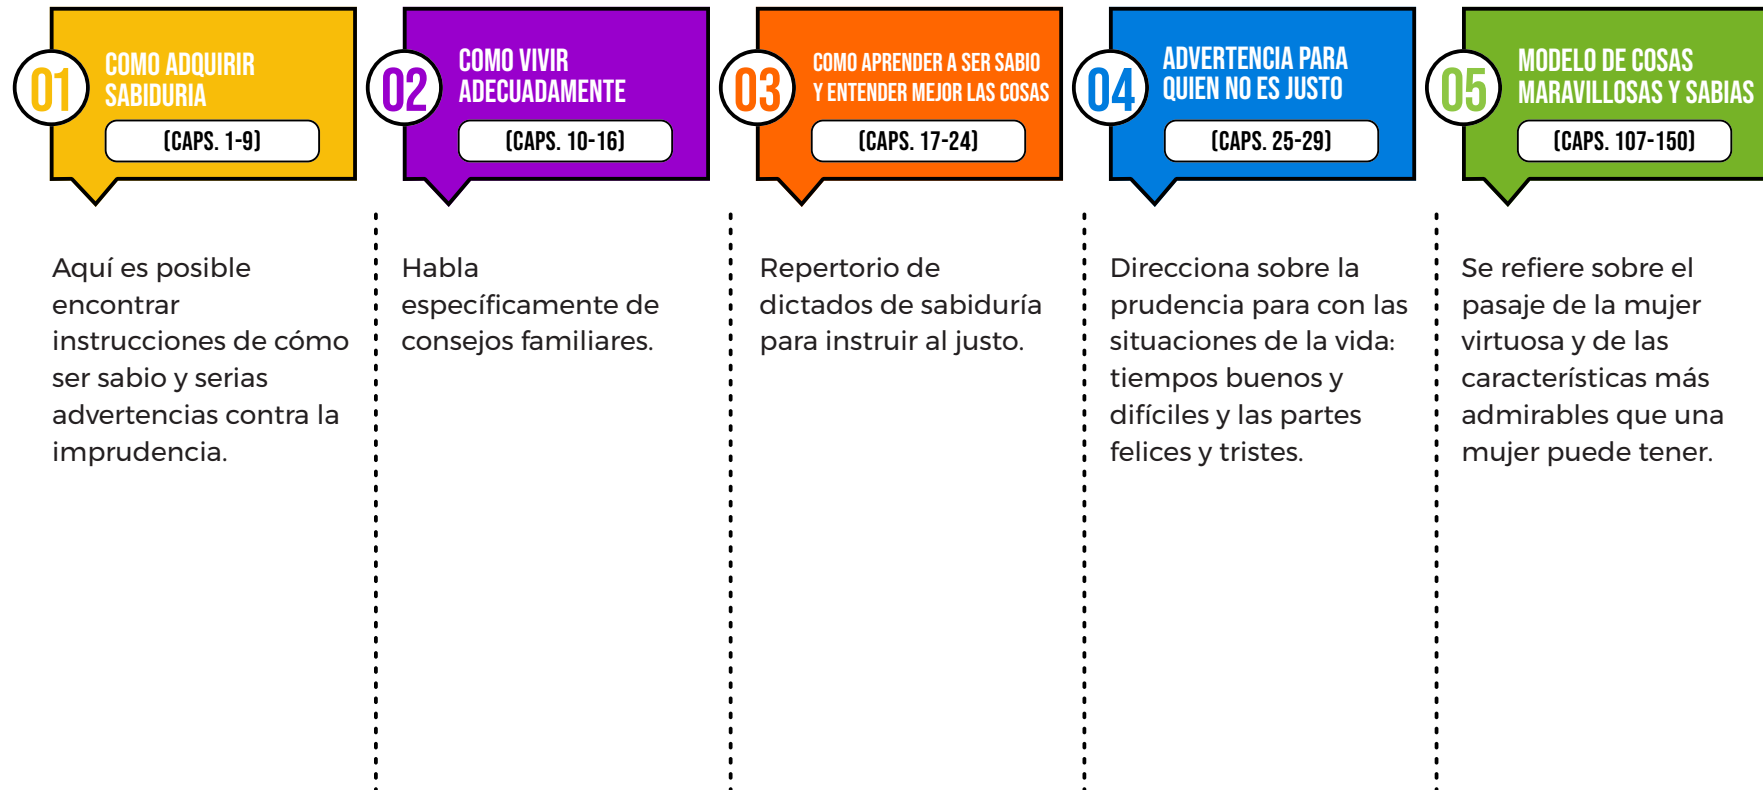 01
COMO ADQUIRIR
SABIDURIA
(CAPS. 1-9)
Aquí es posible
encontrar
instrucciones de cómo
ser sabio y serias
advertencias contra la
imprudencia.
02
COMO VIVIR
ADECUADAMENTE
(CAPS. 10-16)
Habla
específicamente de
consejos familiares.
03
COMO APRENDER A SER SABIO
Y ENTENDER MEJOR LAS COSAS
(CAPS. 17-24)
Repertorio de
dictados de sabiduría
para instruir al justo.
04
ADVERTENCIA PARA
QUIEN NO ES JUSTO
(CAPS. 25-29)
Direcciona sobre la
prudencia para con las
situaciones de la vida:
tiempos buenos y
difíciles y las partes
felices y tristes.
05
MODELO DE COSAS
MARAVILLOSAS Y SABIAS
(CAPS. 107-150)
Se refiere sobre el
pasaje de la mujer
virtuosa y de las
características más
admirables que una
mujer puede tener.